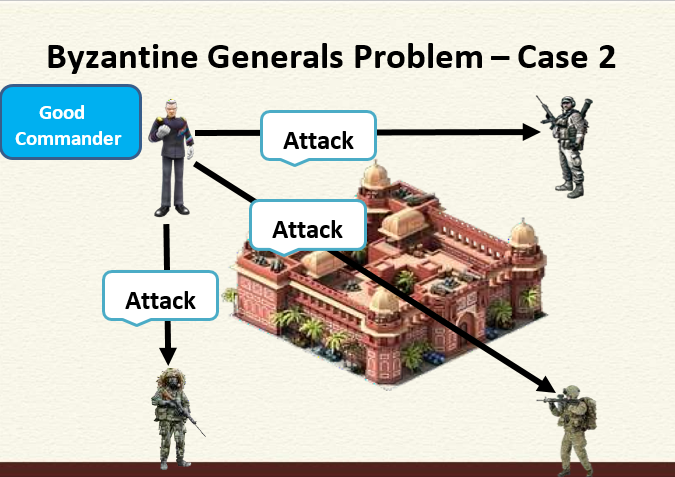 Byzantine Generals Problem – Case 2
Good
Commander
Attack
Attack
Attack